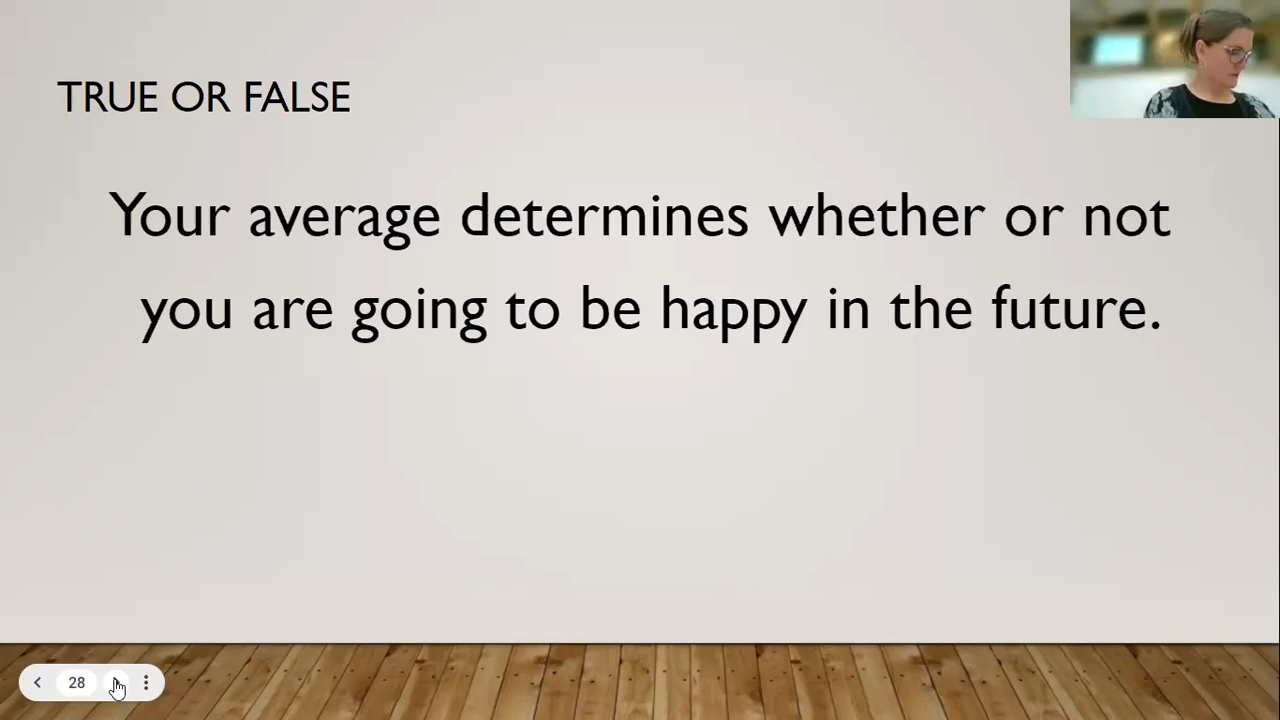 TRUE OR FALSE
Your average determines whether or not
you are going to be happy in the future.
28